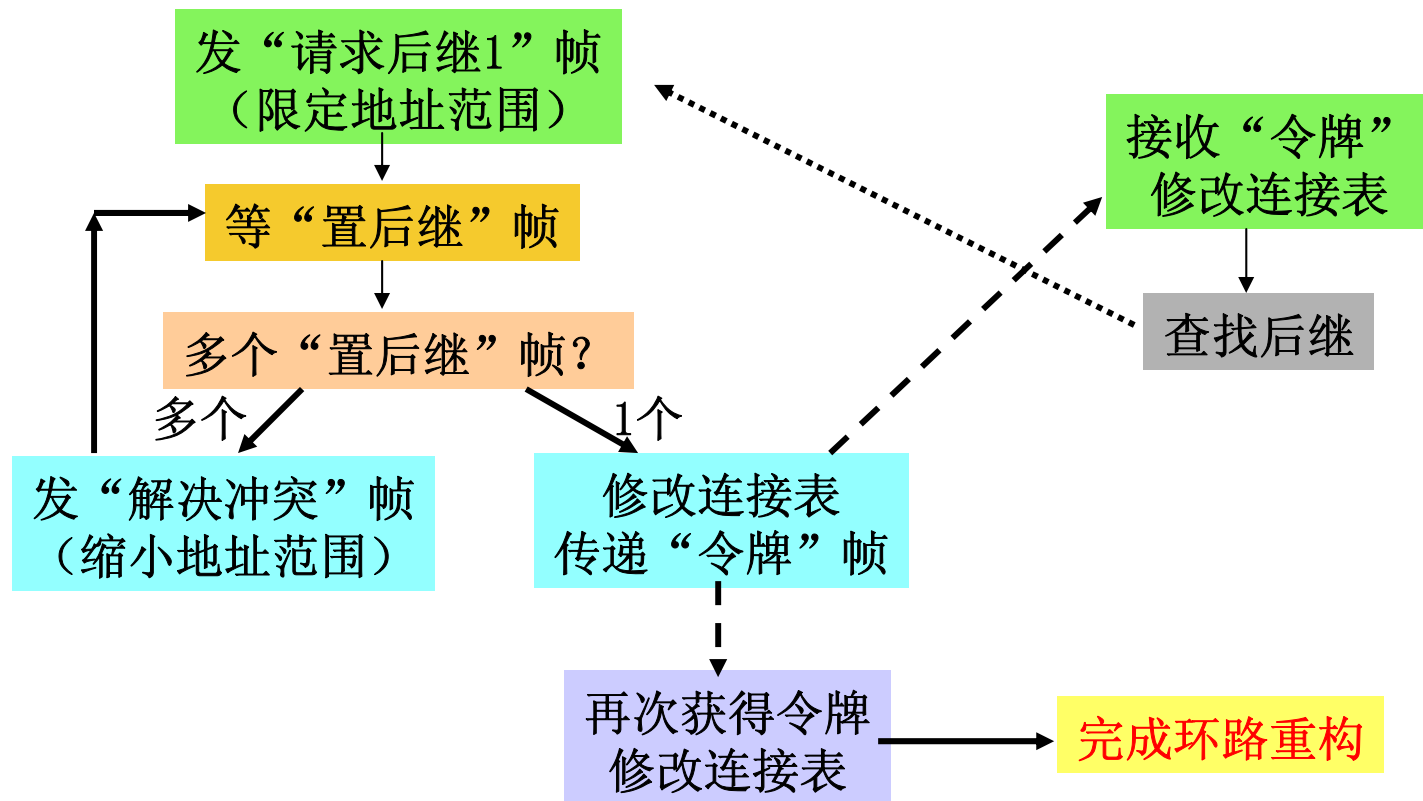 发“请求后继1”帧
（限定地址范围）
接收“令牌”
修改连接表
等“置后继”帧
查找后继
多个“置后继”帧？
多个
1个
发“解决冲突”帧
（缩小地址范围）
修改连接表
传递“令牌”帧
再次获得令牌
修改连接表
完成环路重构